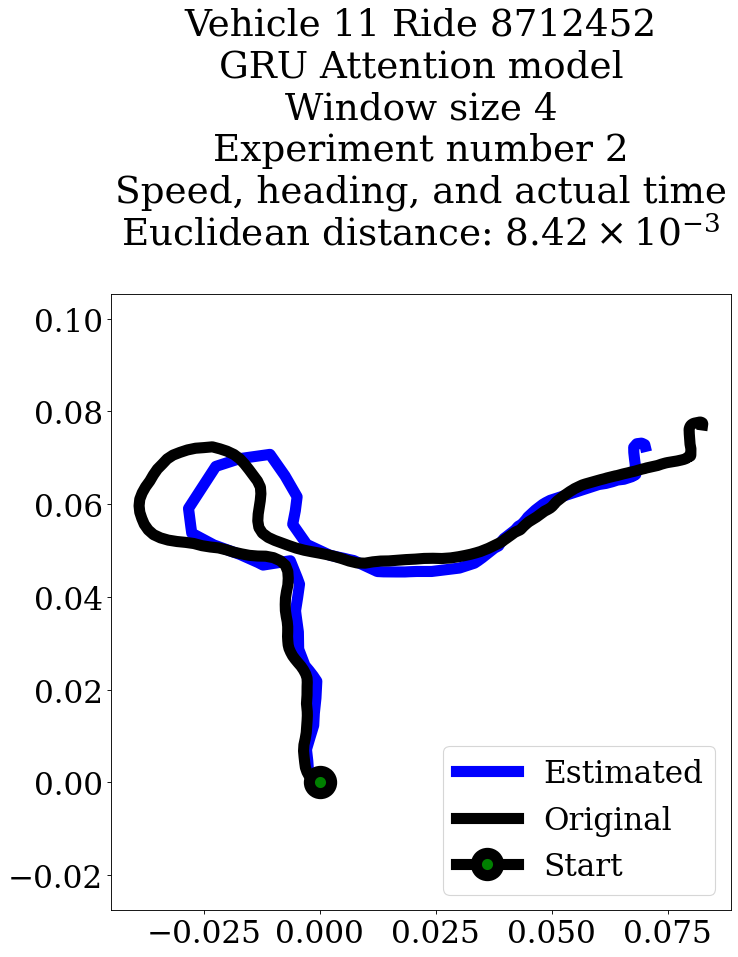 Vehicle 11 Ride 8712452
GRU Attention model
Window size 4
Experiment number 2
Speed, heading, and actual time
Euclidean distance: 8.42 × 10⁻³
0.10
0.08
0.06
0.04
0.02
0.00
−0.02
−0.025 0.000 0.025 0.050 0.075
Estimated
Original
Start